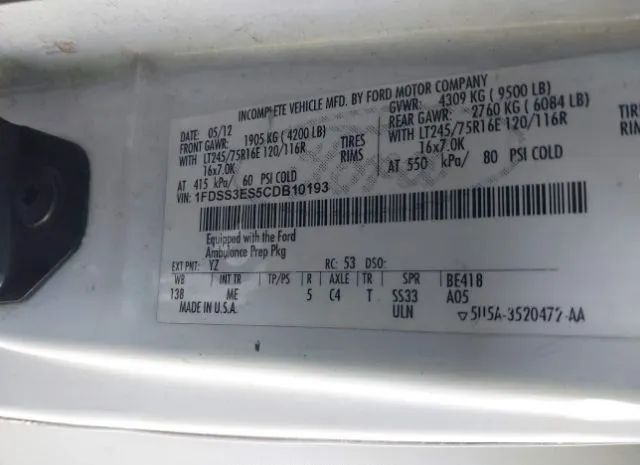 INCOMPLETE VEHICLE MFD. BY FORD MOTOR COMPANY
DATE: 05/12 GVWR: 4309 KG ( 9500 LB)
FRONT GAWR: 1905 KG ( 4200 LB) REAR GAWR: 2760 KG ( 6084 LB)
WITH LT245/75R16E 120/116R TIRES WITH LT245/75R16E 120/116R TIRES
16x7.0K RIMS 16x7.0K RIMS
AT 415 kPa/ 60 PSI COLD AT 550 kPa/ 80 PSI COLD
VIN: 1FDSS3ES5CDB10193
Equipped with the Ford
Ambulance Prep Pkg
EXT PNT: YZ RC: 53 DSO:
WB INT TR TP/PS R AXLE TR SPR BE41B
138 ME 5 C4 T SS33 A05
MADE IN U.S.A. ULN ▽5U5A-3520472-AA